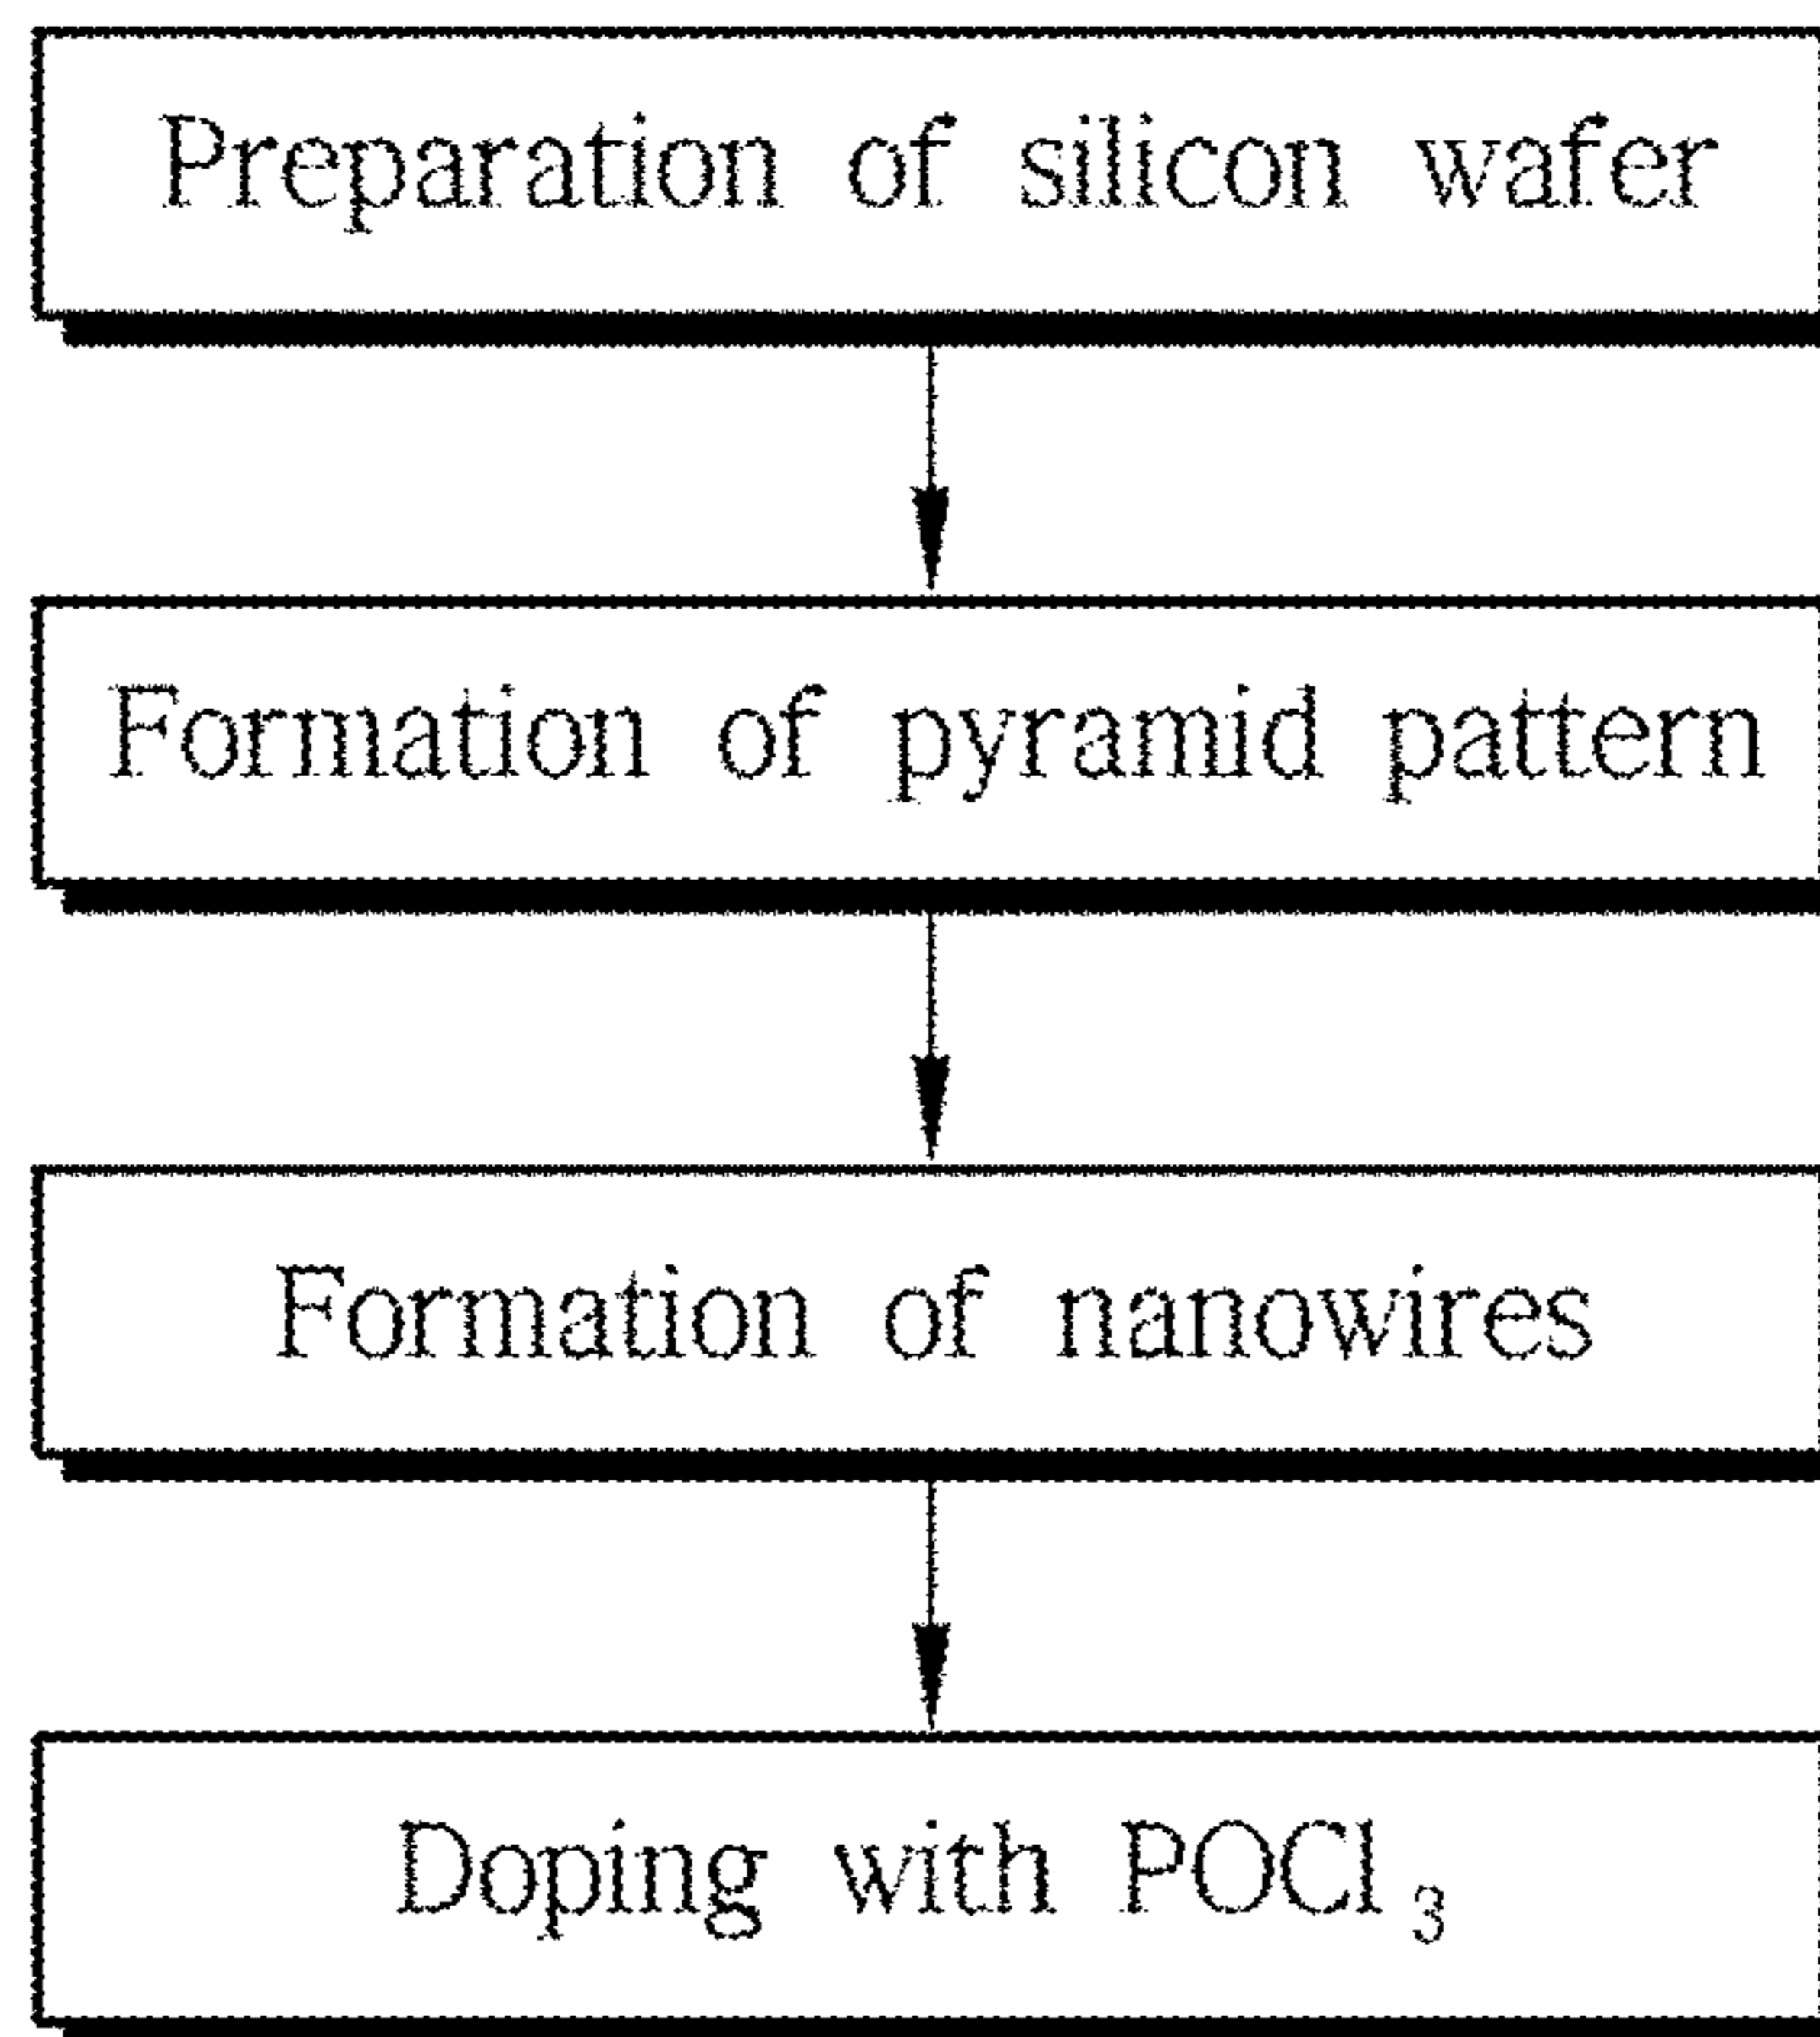 Preparation of silicon wafer
Formation of pyramid pattern
Formation of nanowires
Doping with POCl₃